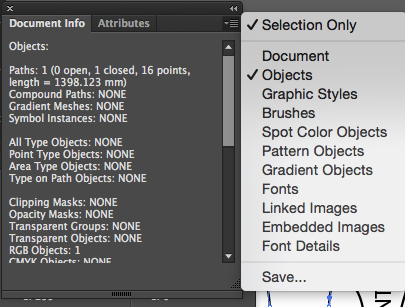 Document Info
Attributes
Objects:
Paths: 1 (0 open, 1 closed, 16 points,
length = 1398.123 mm)
Compound Paths: NONE
Gradient Meshes: NONE
Symbol Instances: NONE
All Type Objects: NONE
Point Type Objects: NONE
Area Type Objects: NONE
Type on Path Objects: NONE
Clipping Masks: NONE
Opacity Masks: NONE
Transparent Groups: NONE
Transparent Objects: NONE
RGB Objects: 1
CMYK Objects: NONE
Selection Only
Document
Objects
Graphic Styles
Brushes
Spot Color Objects
Pattern Objects
Gradient Objects
Fonts
Linked Images
Embedded Images
Font Details
Save...